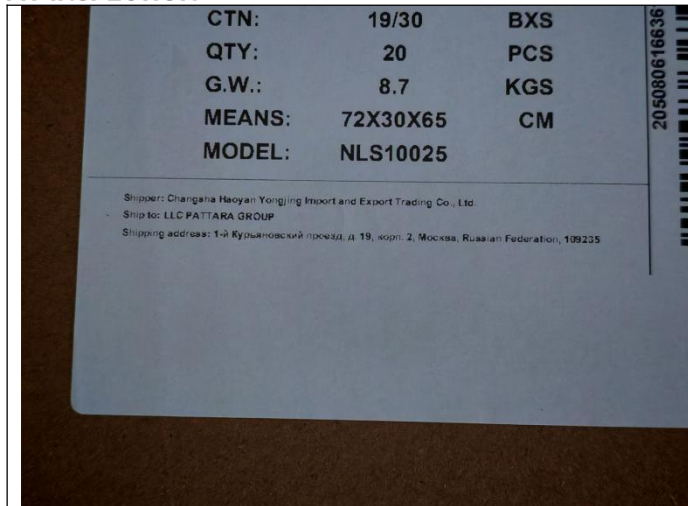 CTN: 19/30 BXS
QTY: 20 PCS
G.W.: 8.7 KGS
MEANS: 72X30X65 CM
MODEL: NLS10025
Shipper: Changsha Haoyan Yongjing Import and Export Trading Co., Ltd.
Ship to: LLC PATTARA GROUP
Shipping address: 1-й Курьяновский проезд, д. 19, корп. 2, Москва, Russian Federation, 109235